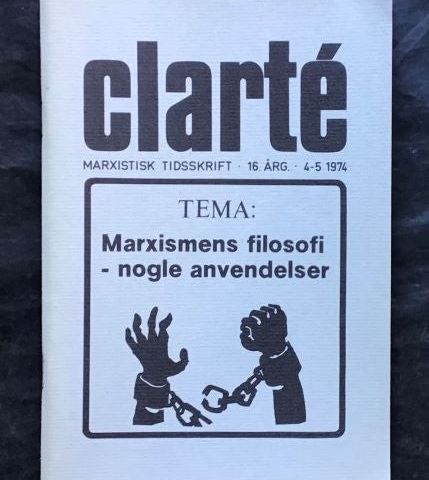 clarté
MARXISTISK TIDSSKRIFT · 16. ÅRG. · 4-5 1974
TEMA:
Marxismens filosofi
- nogle anvendelser